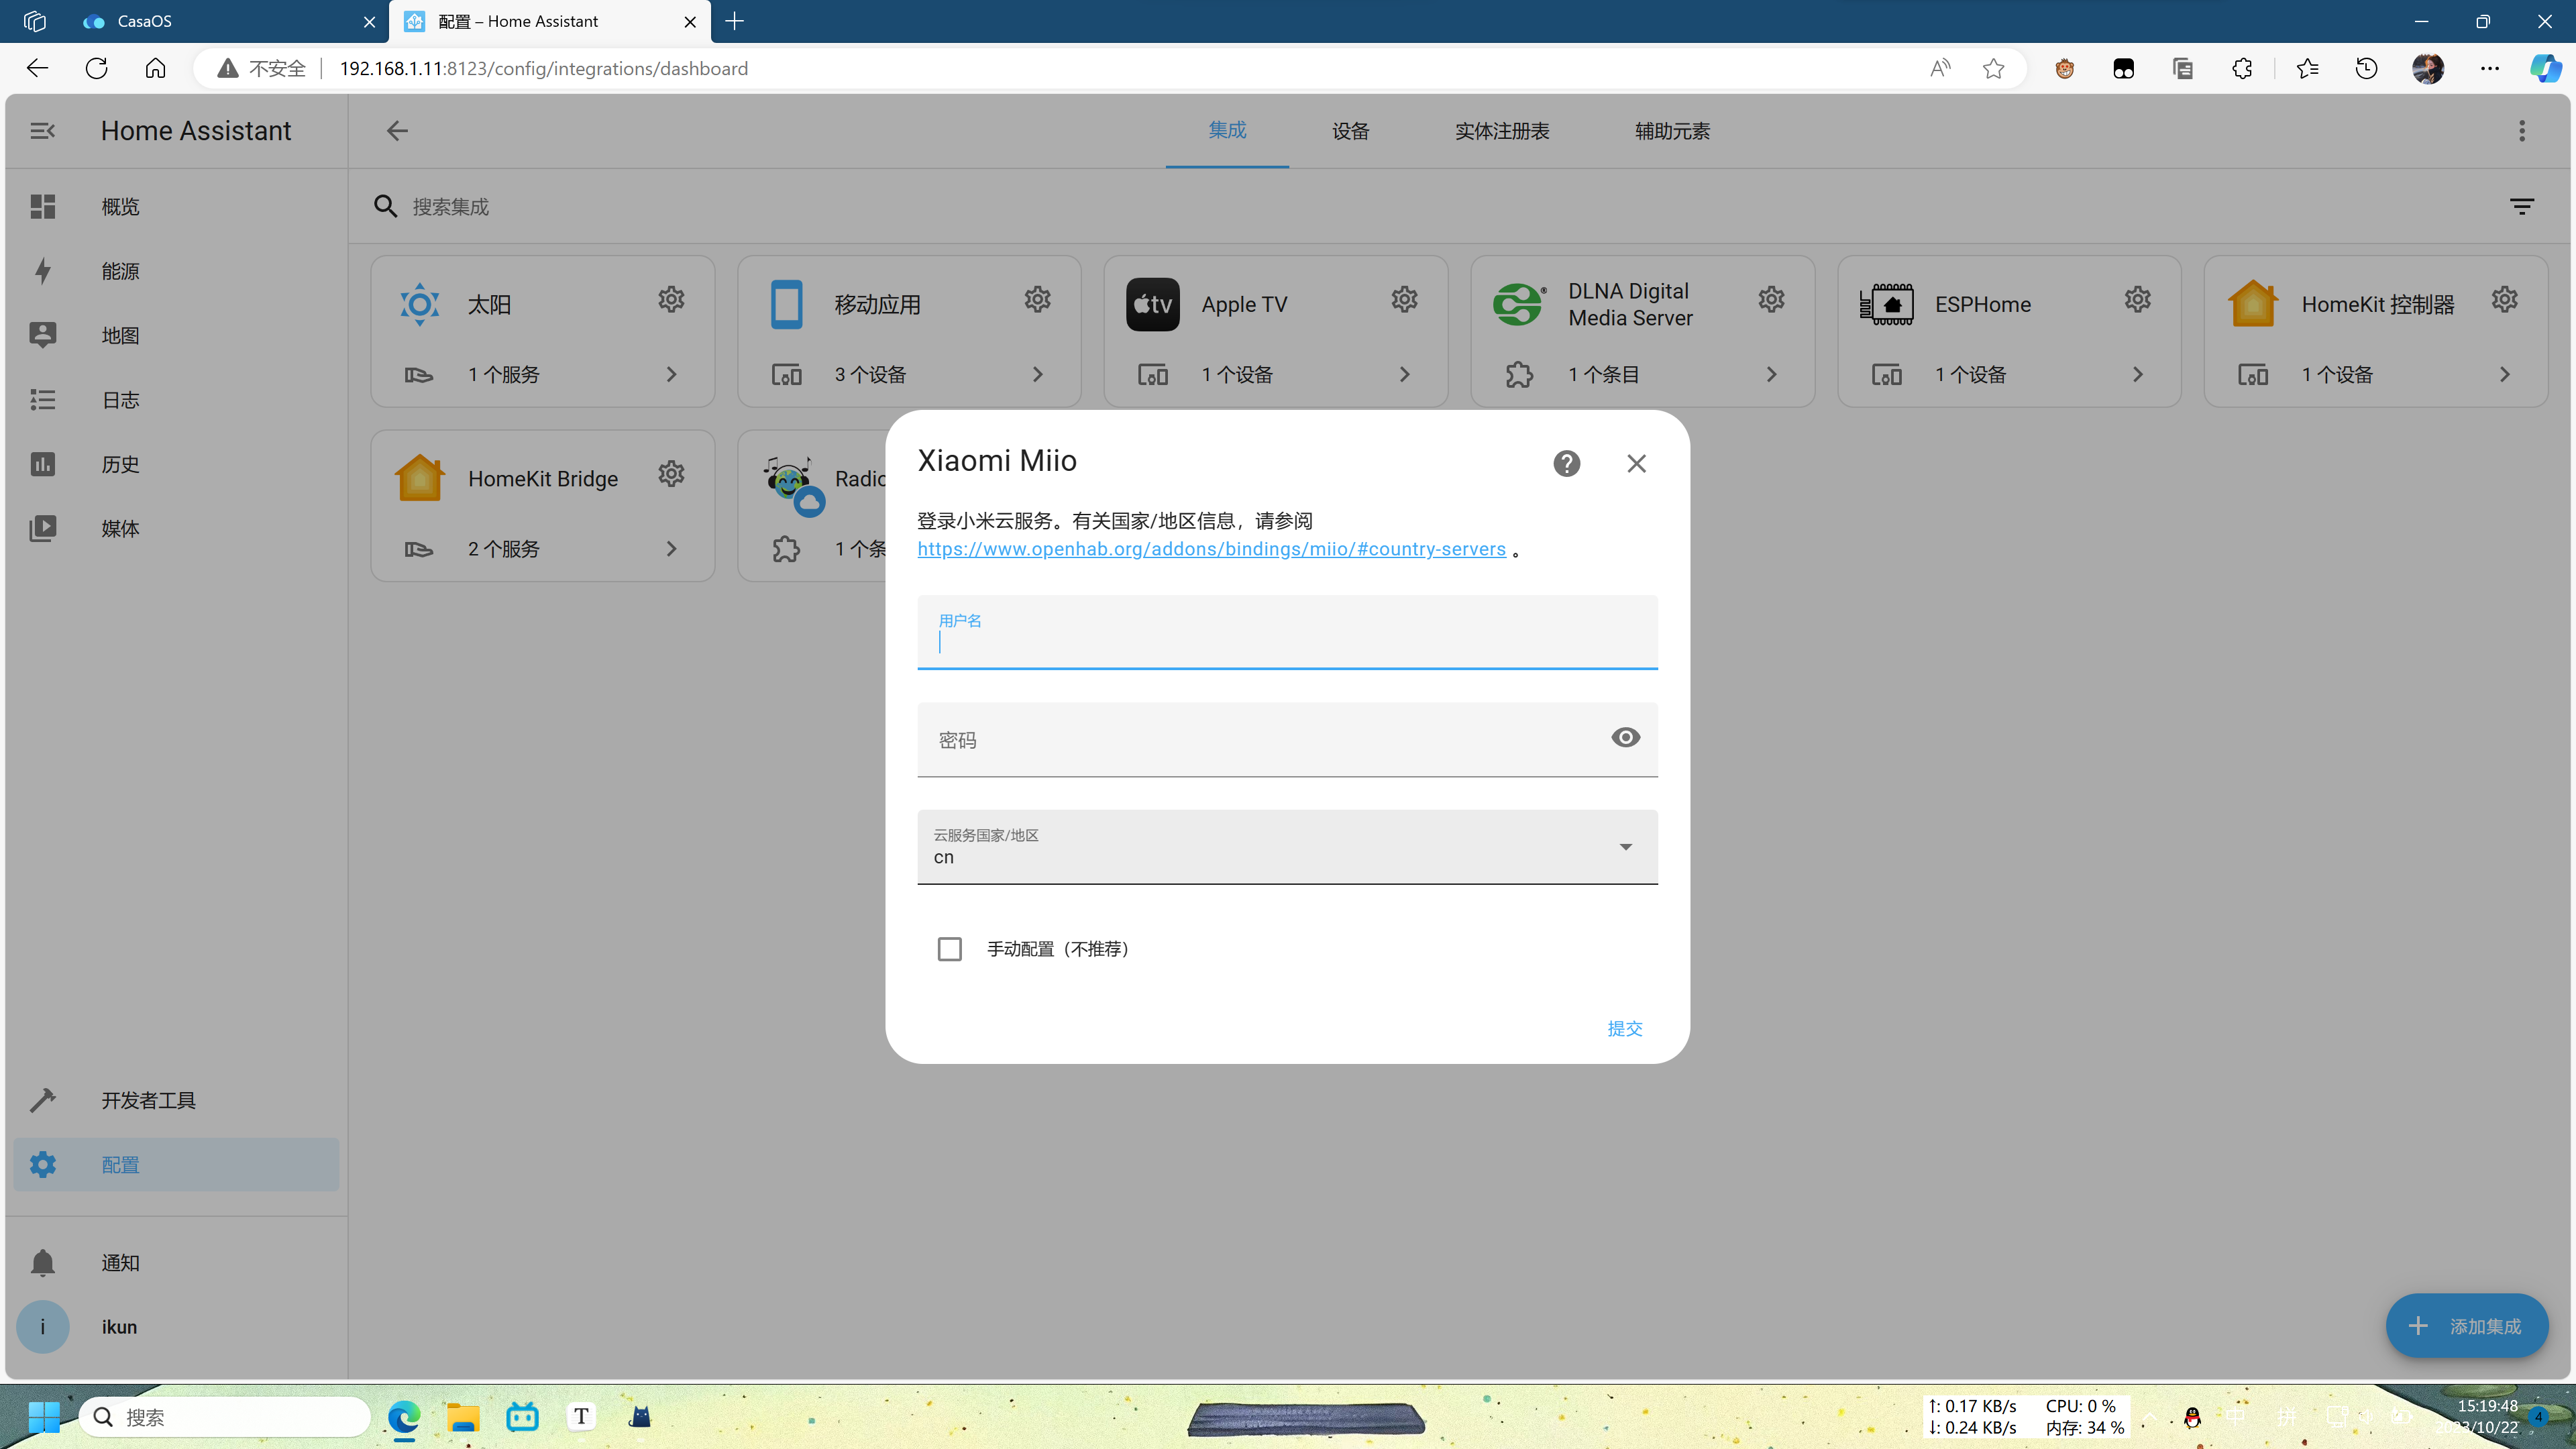 CasaOS
配置 – Home Assistant
不安全
192.168.1.11:8123/config/integrations/dashboard
Home Assistant
集成
设备
实体注册表
辅助元素
概览
能源
地图
日志
历史
媒体
开发者工具
配置
通知
i
ikun
搜索集成
太阳
1 个服务
移动应用
3 个设备
tv
Apple TV
1 个设备
DLNA Digital
Media Server
1 个条目
ESPHome
1 个设备
HomeKit 控制器
1 个设备
HomeKit Bridge
2 个服务
Radio
1 个条
Xiaomi Miio
登录小米云服务。有关国家/地区信息，请参阅
https://www.openhab.org/addons/bindings/miio/#country-servers 。
用户名
密码
云服务国家/地区
cn
手动配置（不推荐）
提交
添加集成
搜索
T
↑: 0.17 KB/s
CPU: 0 %
↓: 0.24 KB/s
内存: 34 %
中
拼
15:19:48
2023/10/22
4